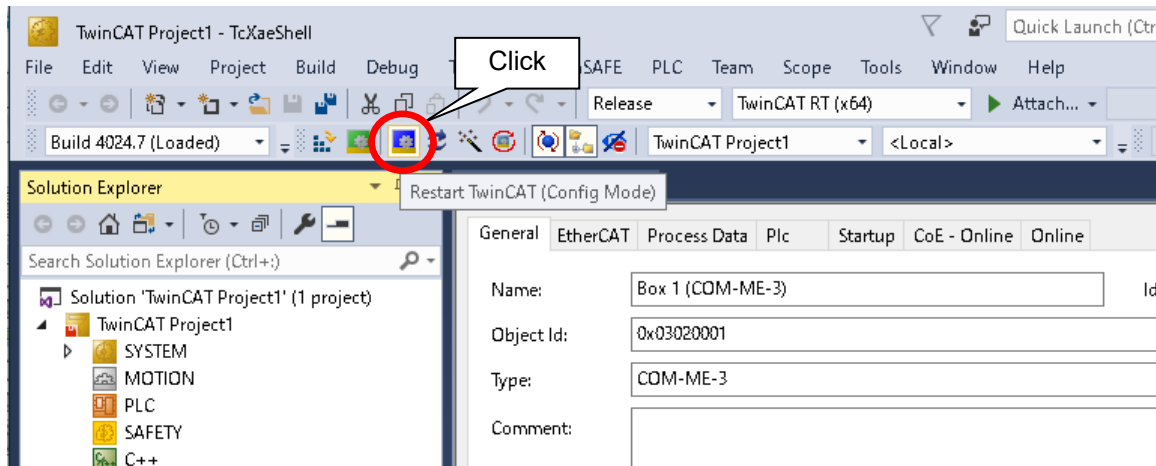 TwinCAT Project1 - TcXaeShell
Quick Launch (Ctr
Click
File Edit View Project Build Debug T SAFE PLC Team Scope Tools Window Help
Release TwinCAT RT (x64) Attach...
Build 4024.7 (Loaded) TwinCAT Project1 <Local>
Solution Explorer
Restart TwinCAT (Config Mode)
Search Solution Explorer (Ctrl+:)
Solution 'TwinCAT Project1' (1 project)
TwinCAT Project1
SYSTEM
MOTION
PLC
SAFETY
C++
General EtherCAT Process Data Plc Startup CoE - Online Online
Name: Box 1 (COM-ME-3) Id
Object Id: 0x03020001
Type: COM-ME-3
Comment: